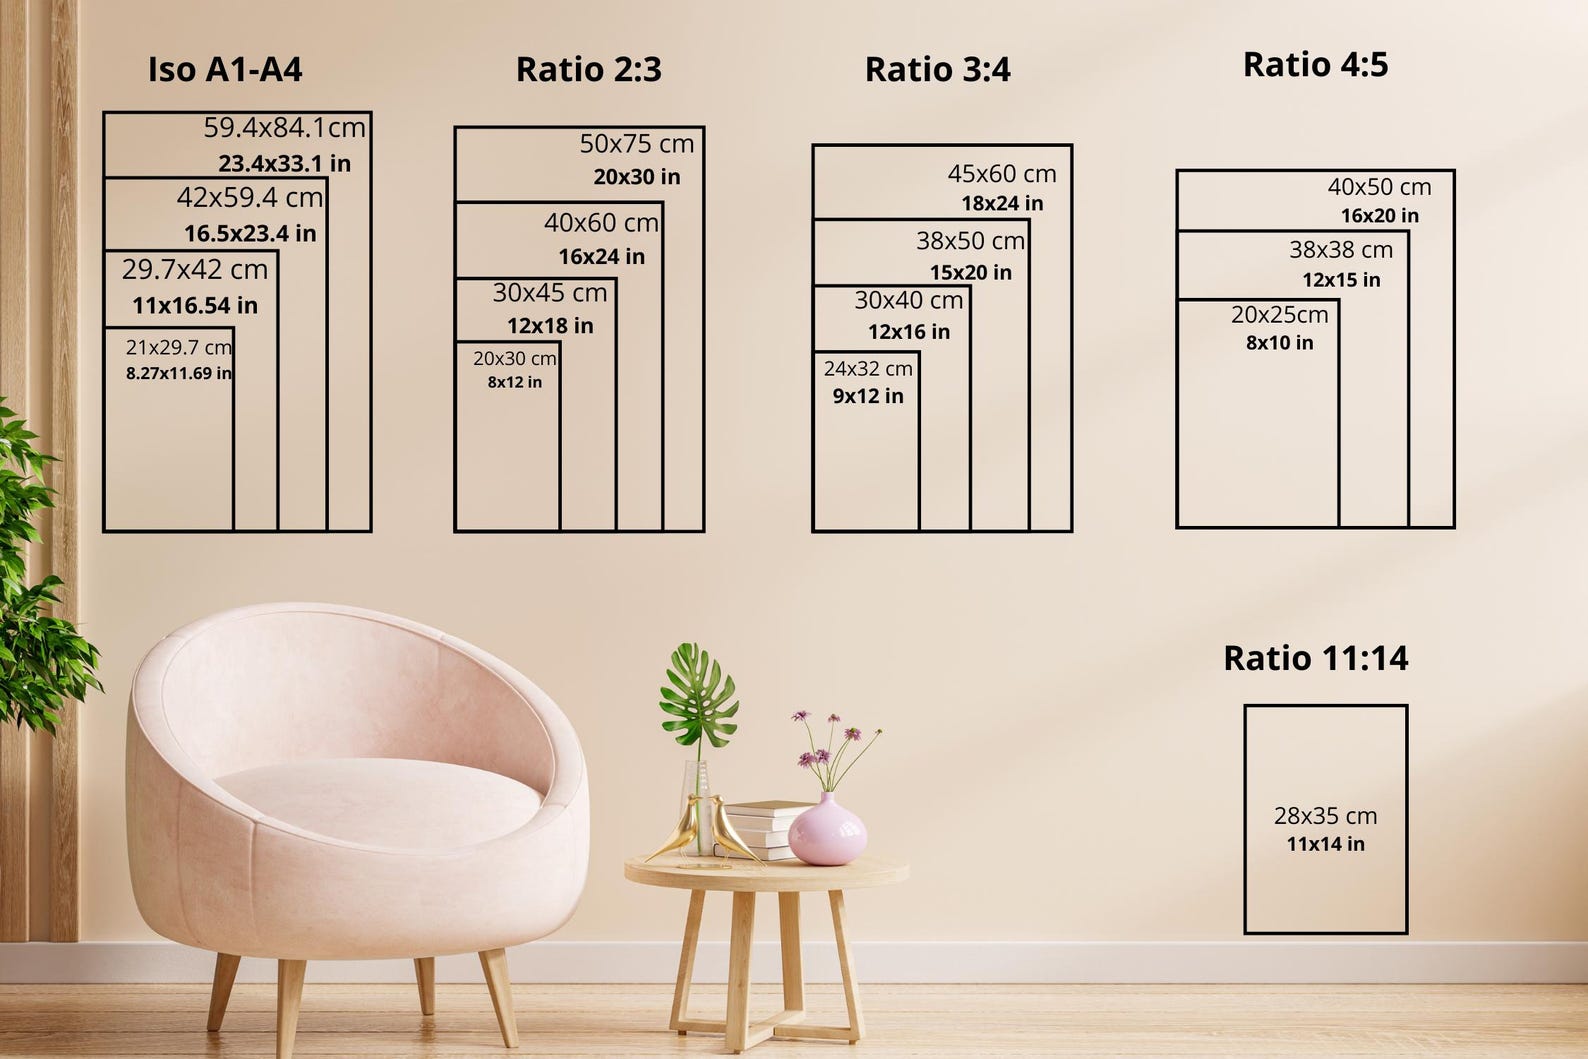 Iso A1-A4
59.4x84.1cm
23.4x33.1 in
42x59.4 cm
16.5x23.4 in
29.7x42 cm
11x16.54 in
21x29.7 cm
8.27x11.69 in
Ratio 2:3
50x75 cm
20x30 in
40x60 cm
16x24 in
30x45 cm
12x18 in
20x30 cm
8x12 in
Ratio 3:4
45x60 cm
18x24 in
38x50 cm
15x20 in
30x40 cm
12x16 in
24x32 cm
9x12 in
Ratio 4:5
40x50 cm
16x20 in
38x38 cm
12x15 in
20x25cm
8x10 in
Ratio 11:14
28x35 cm
11x14 in